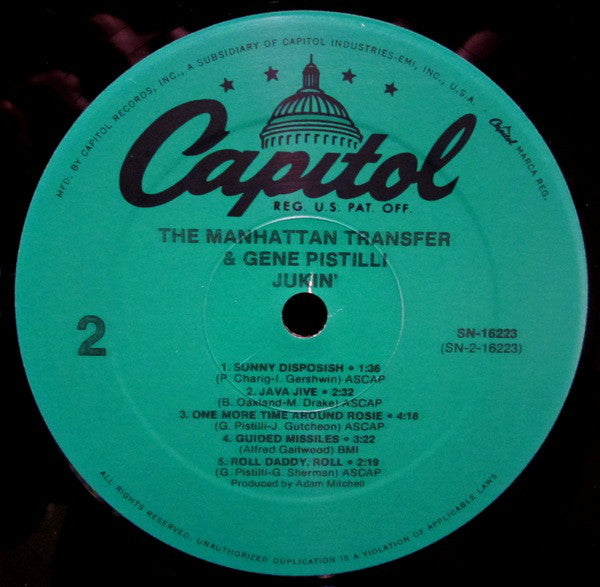 MFD. BY CAPITOL RECORDS, INC., A SUBSIDIARY OF CAPITOL INDUSTRIES-EMI, INC., U.S.A. · Capitol MARCA REG.
Capitol
REG. U.S. PAT. OFF.
THE MANHATTAN TRANSFER
& GENE PISTILLI
JUKIN'
2
SN-16223
(SN-2-16223)
1. SUNNY DISPOSISH • 1:36
(P. Charig-I. Gershwin) ASCAP
2. JAVA JIVE • 2:32
(B. Oakland-M. Drake) ASCAP
3. ONE MORE TIME AROUND ROSIE • 4:18
(G. Pistilli-J. Gutcheon) ASCAP
4. GUIDED MISSILES • 3:22
(Alfred Gaitwood) BMI
5. ROLL DADDY, ROLL • 2:19
(G. Pistilli-G. Sherman) ASCAP
Produced by Adam Mitchell
ALL RIGHTS RESERVED. UNAUTHORIZED DUPLICATION IS A VIOLATION OF APPLICABLE LAWS